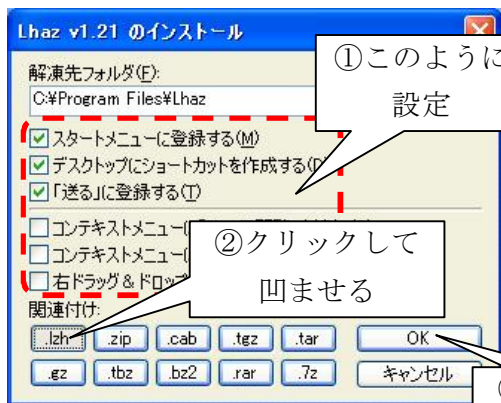 Lhaz v1.21 のインストール
解凍先フォルダ(F):
C:¥Program Files¥Lhaz
①このように
設定
スタートメニューに登録する(M)
デスクトップにショートカットを作成する(
「送る」に登録する(T)
コンテキストメニュー(
コンテキストメニュー(
右ドラッグ&ドロップ
②クリックして
凹ませる
関連付け:
.lzh .zip .cab .tgz .tar OK
.gz .tbz .bz2 .rar .7z キャンセル